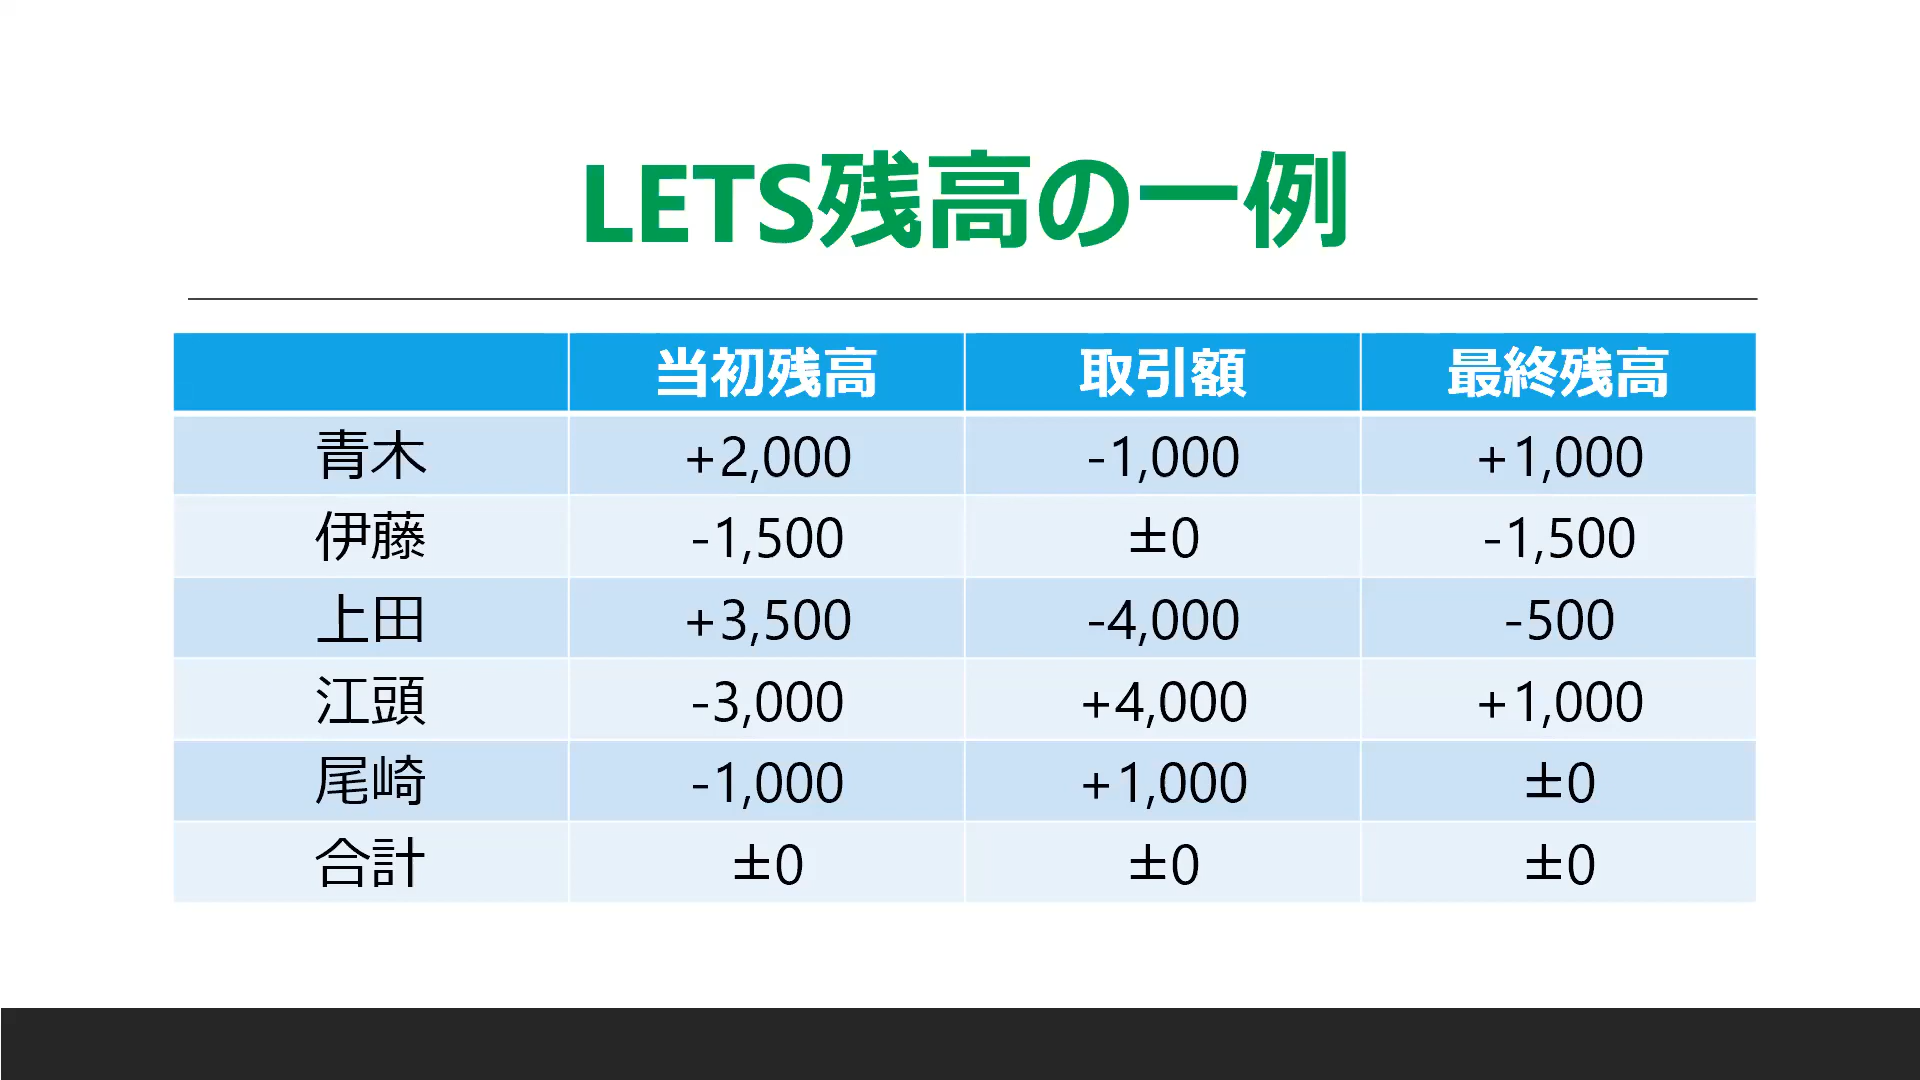 LETS残高の一例
当初残高 取引額 最終残高
青木 +2,000 -1,000 +1,000
伊藤 -1,500 ±0 -1,500
上田 +3,500 -4,000 -500
江頭 -3,000 +4,000 +1,000
尾崎 -1,000 +1,000 ±0
合計 ±0 ±0 ±0